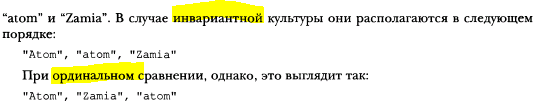 “atom” и “Zamia”. В случае инвариантной культуры они располагаются в следующем
порядке:
"Atom", "atom", "Zamia"
При ординальном сравнении, однако, это выглядит так:
"Atom", "Zamia", "atom"